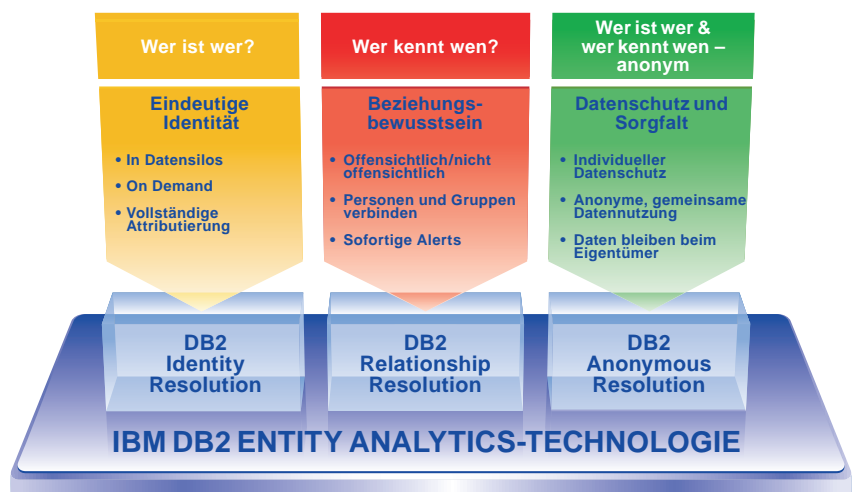 Wer ist wer?
Eindeutige
Identität
• In Datensilos
• On Demand
• Vollständige
Attributierung
DB2
Identity
Resolution
Wer kennt wen?
Beziehungs-
bewusstsein
• Offensichtlich/nicht
offensichtlich
• Personen und Gruppen
verbinden
• Sofortige Alerts
DB2
Relationship
Resolution
Wer ist wer &
wer kennt wen –
anonym
Datenschutz und
Sorgfalt
• Individueller
Datenschutz
• Anonyme, gemeinsame
Datennutzung
• Daten bleiben beim
Eigentümer
DB2
Anonymous
Resolution
IBM DB2 ENTITY ANALYTICS-TECHNOLOGIE